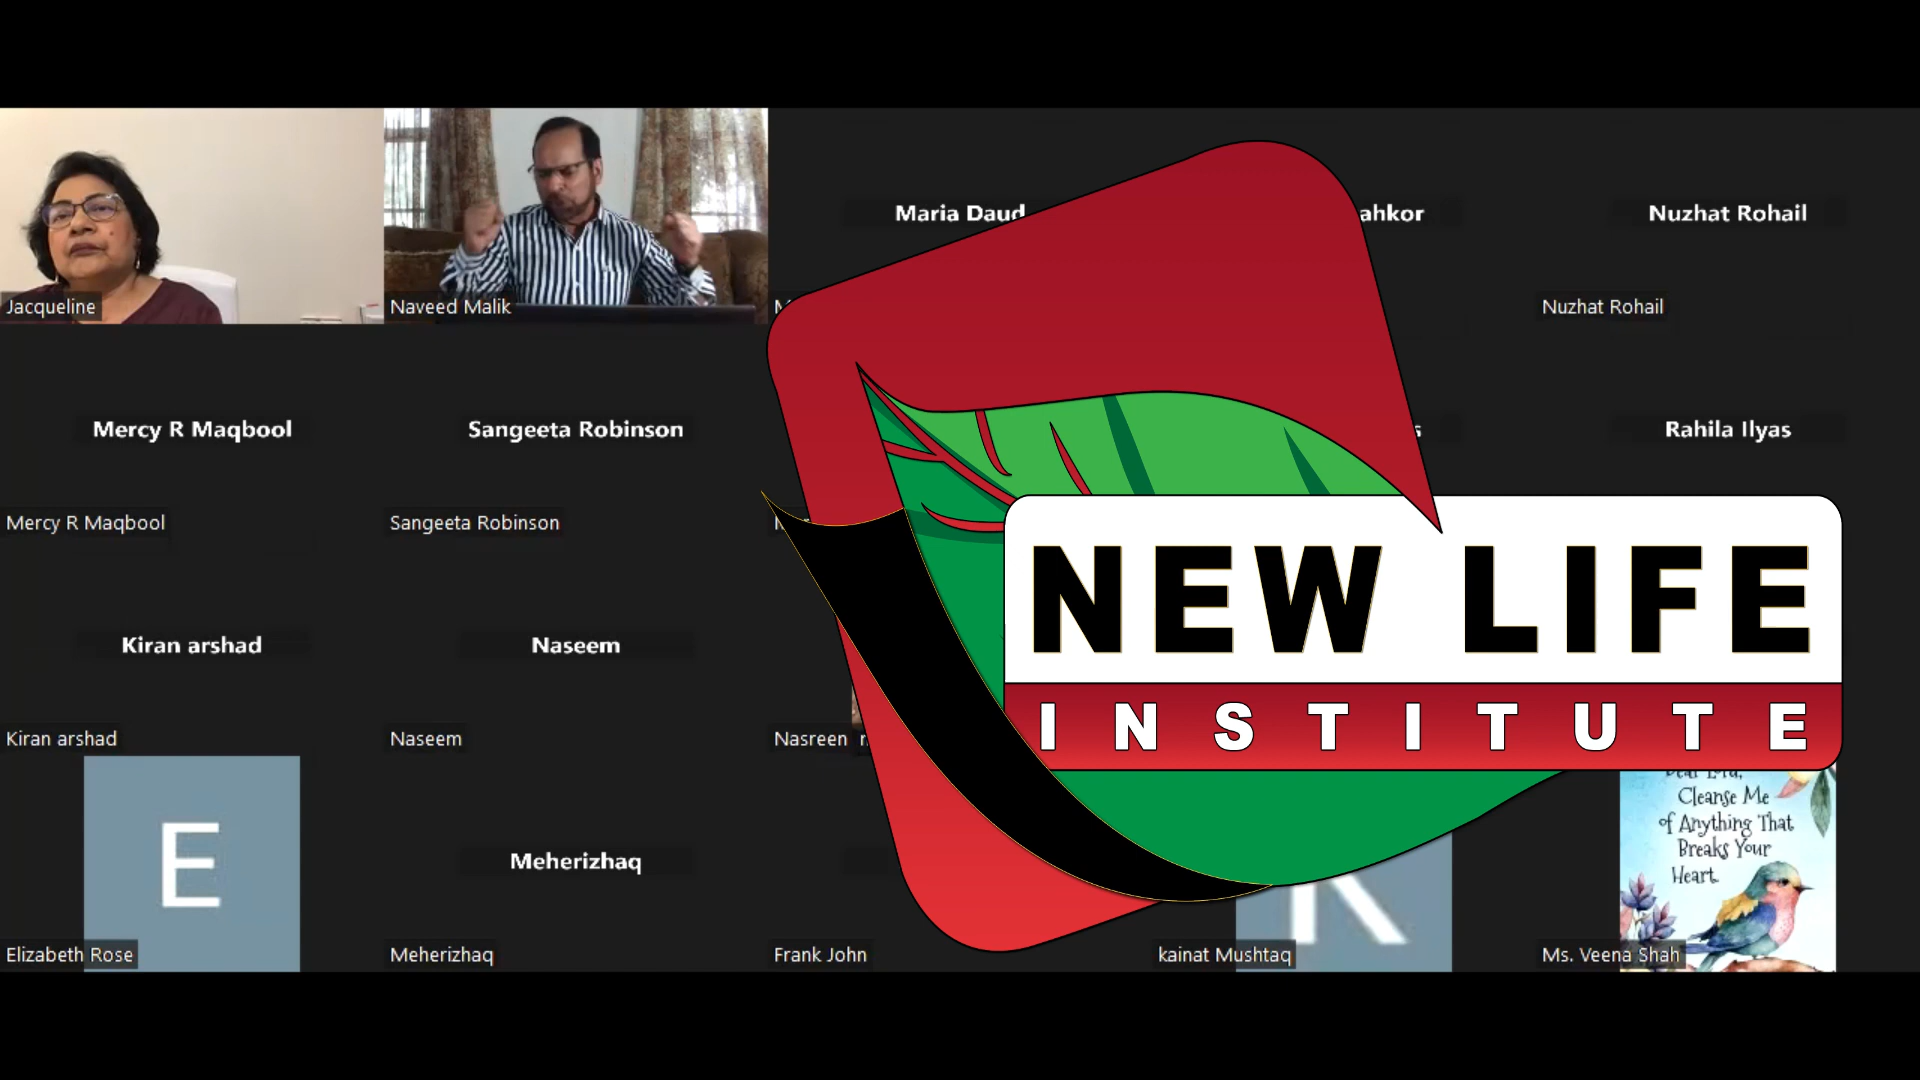 Maria Daud
ahkor
Nuzhat Rohail
Jacqueline
Naveed Malik
Nuzhat Rohail
Mercy R Maqbool
Sangeeta Robinson
Rahila Ilyas
Mercy R Maqbool
Sangeeta Robinson
NEW LIFE
INSTITUTE
Kiran arshad
Naseem
Kiran arshad
Naseem
Nasreen
Dear Lord,
Cleanse Me
of Anything That
Breaks Your
Heart.
E
Meherizhaq
K
Elizabeth Rose
Meherizhaq
Frank John
kainat Mushtaq
Ms. Veena Shah